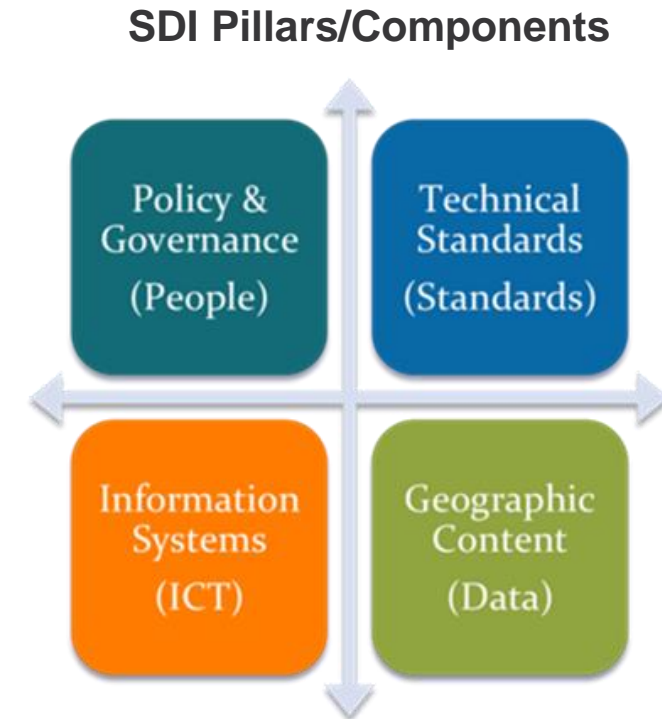 SDI Pillars/Components
Policy &
Governance
(People)
Technical
Standards
(Standards)
Information
Systems
(ICT)
Geographic
Content
(Data)